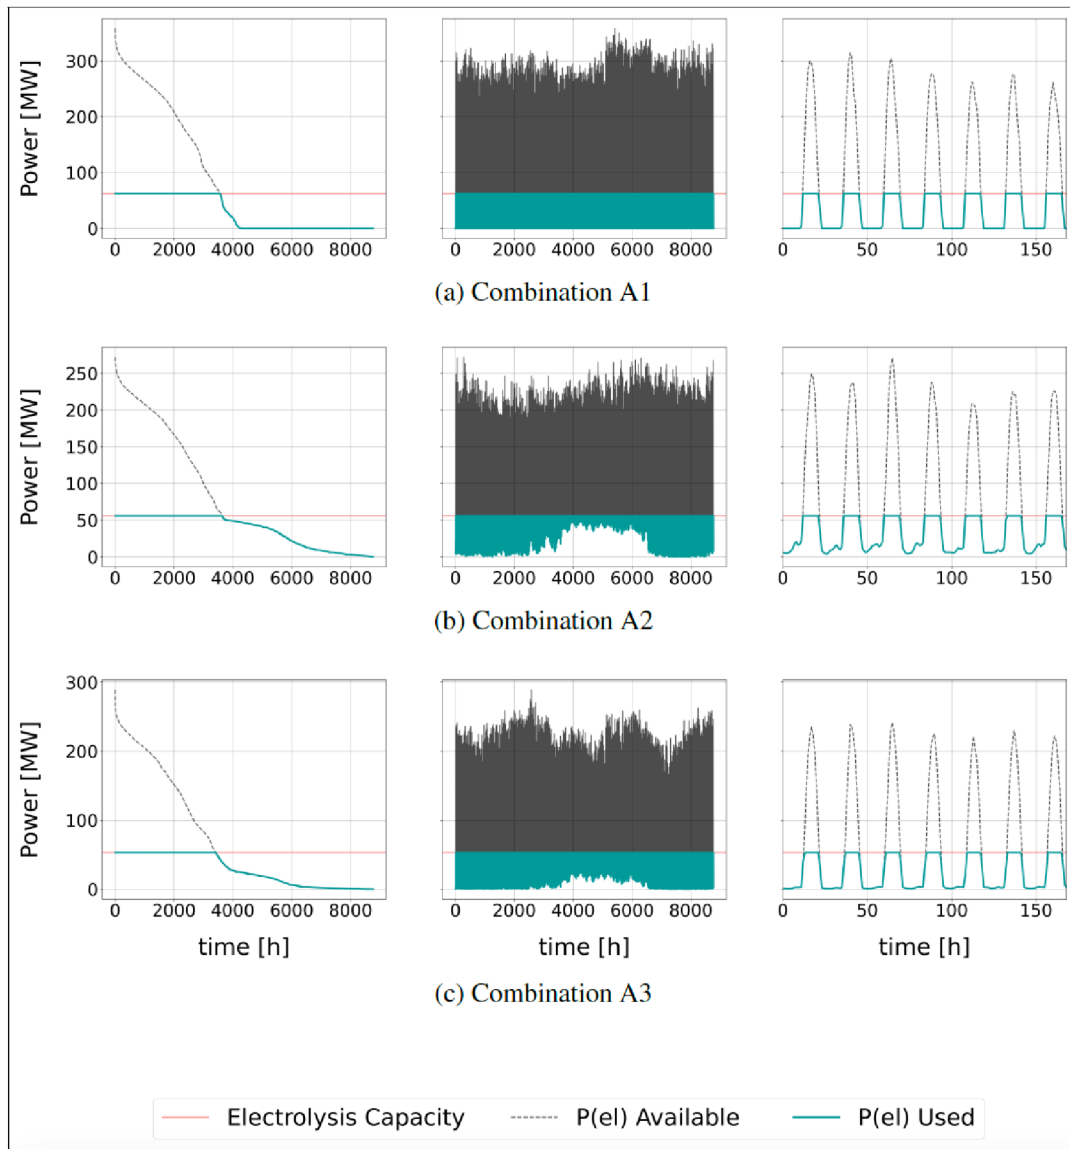 Power [MW]
300
200
100
0
0 2000 4000 6000 8000
0 2000 4000 6000 8000
0 50 100 150
(a) Combination A1
Power [MW]
250
200
150
100
50
0
0 2000 4000 6000 8000
0 2000 4000 6000 8000
0 50 100 150
(b) Combination A2
Power [MW]
300
200
100
0
0 2000 4000 6000 8000
0 2000 4000 6000 8000
0 50 100 150
time [h]
time [h]
time [h]
(c) Combination A3
Electrolysis Capacity
P(el) Available
P(el) Used